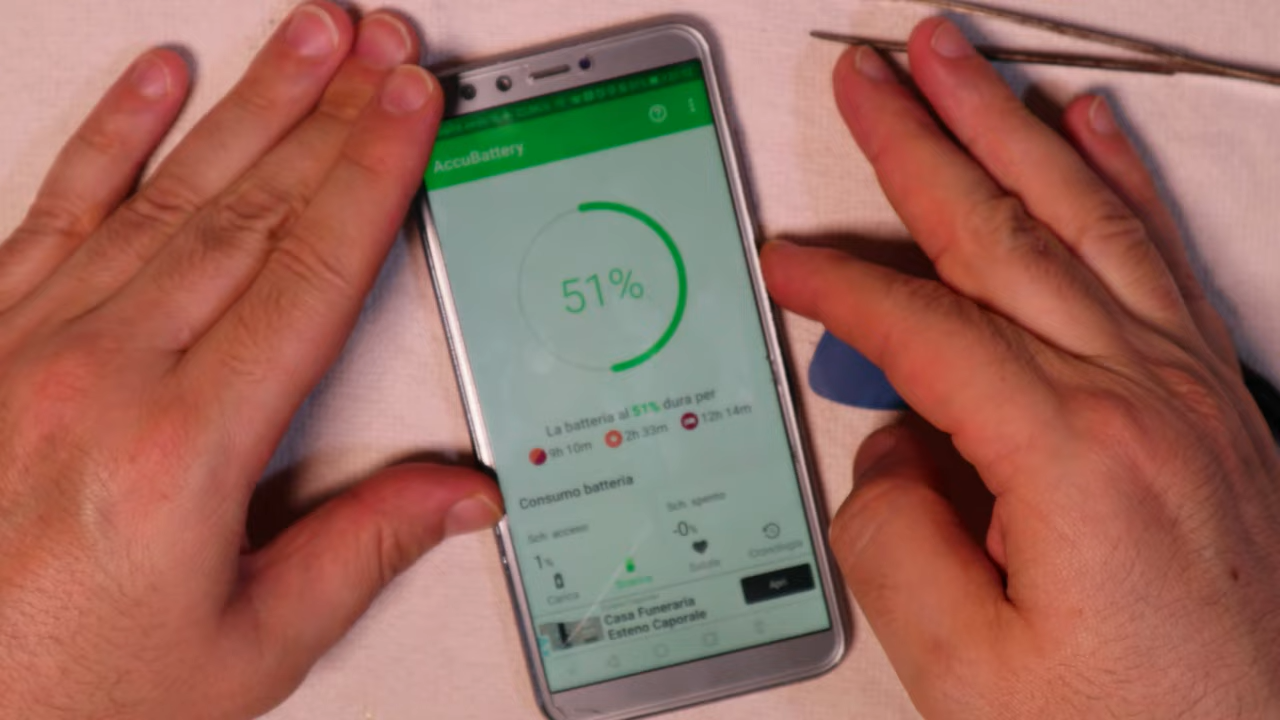 AccuBattery
51%
La batteria al 51% dura per
9h 10m 2h 33m 12h 14m
Consumo batteria
Sch. acceso Sch. spento
1% -0%
Carica Scarica Salute Cronologia
Casa Funeraria Apri
Esteno Caporale